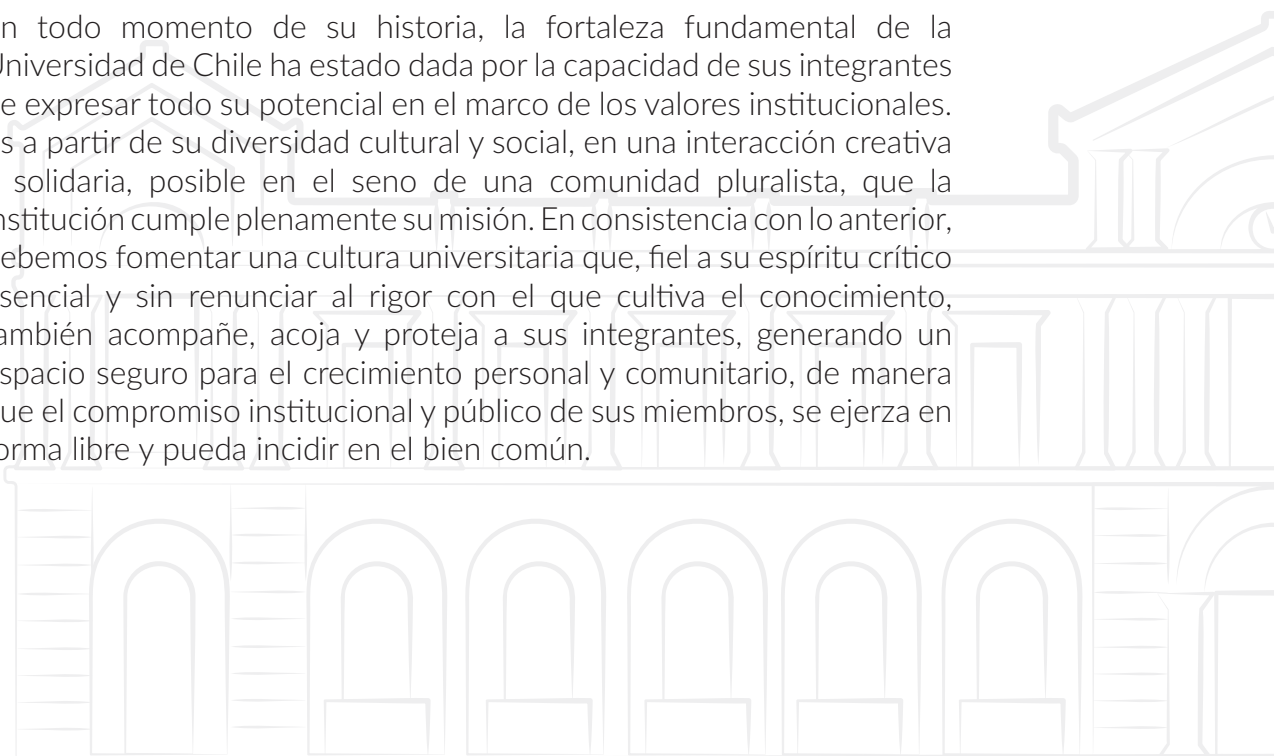 n todo momento de su historia, la fortaleza fundamental de la
Universidad de Chile ha estado dada por la capacidad de sus integrantes
e expresar todo su potencial en el marco de los valores institucionales.
s a partir de su diversidad cultural y social, en una interacción creativa
solidaria, posible en el seno de una comunidad pluralista, que la
nstitución cumple plenamente su misión. En consistencia con lo anterior,
ebemos fomentar una cultura universitaria que, fiel a su espíritu crítico
sencial y sin renunciar al rigor con el que cultiva el conocimiento,
ambién acompañe, acoja y proteja a sus integrantes, generando un
spacio seguro para el crecimiento personal y comunitario, de manera
ue el compromiso institucional y público de sus miembros, se ejerza en
orma libre y pueda incidir en el bien común.